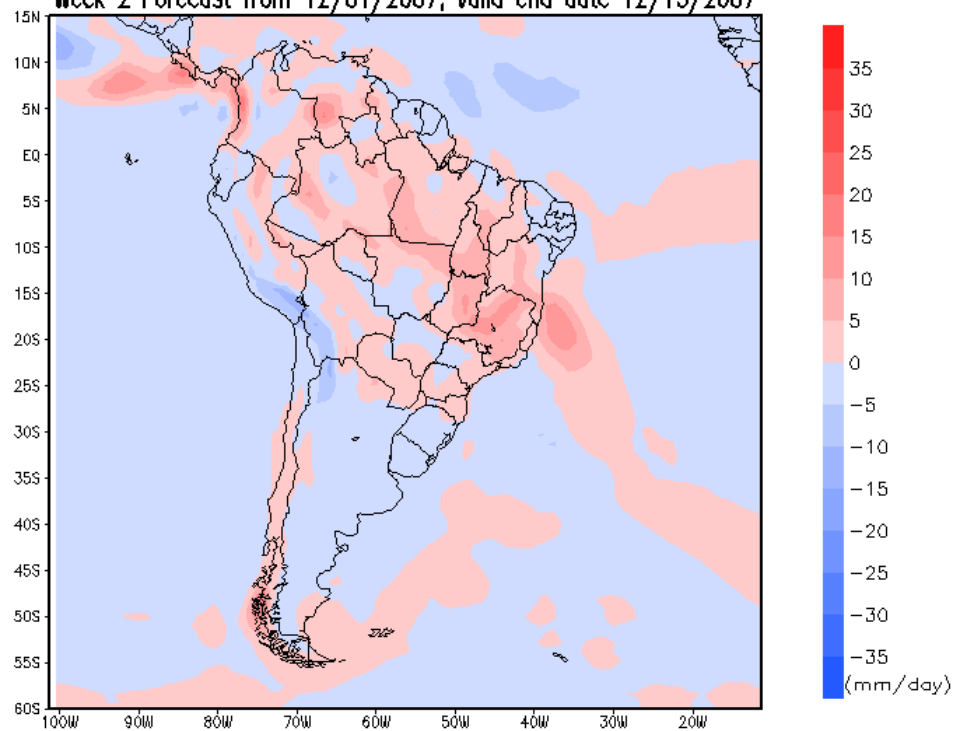 Week 2 Forecast from 12/01/2007, Valid end date 12/15/2007
15N
10N
5N
EQ
5S
10S
15S
20S
25S
30S
35S
40S
45S
50S
55S
60S
100W 90W 80W 70W 60W 50W 40W 30W 20W
35
30
25
20
15
10
5
0
-5
-10
-15
-20
-25
-30
-35
(mm/day)